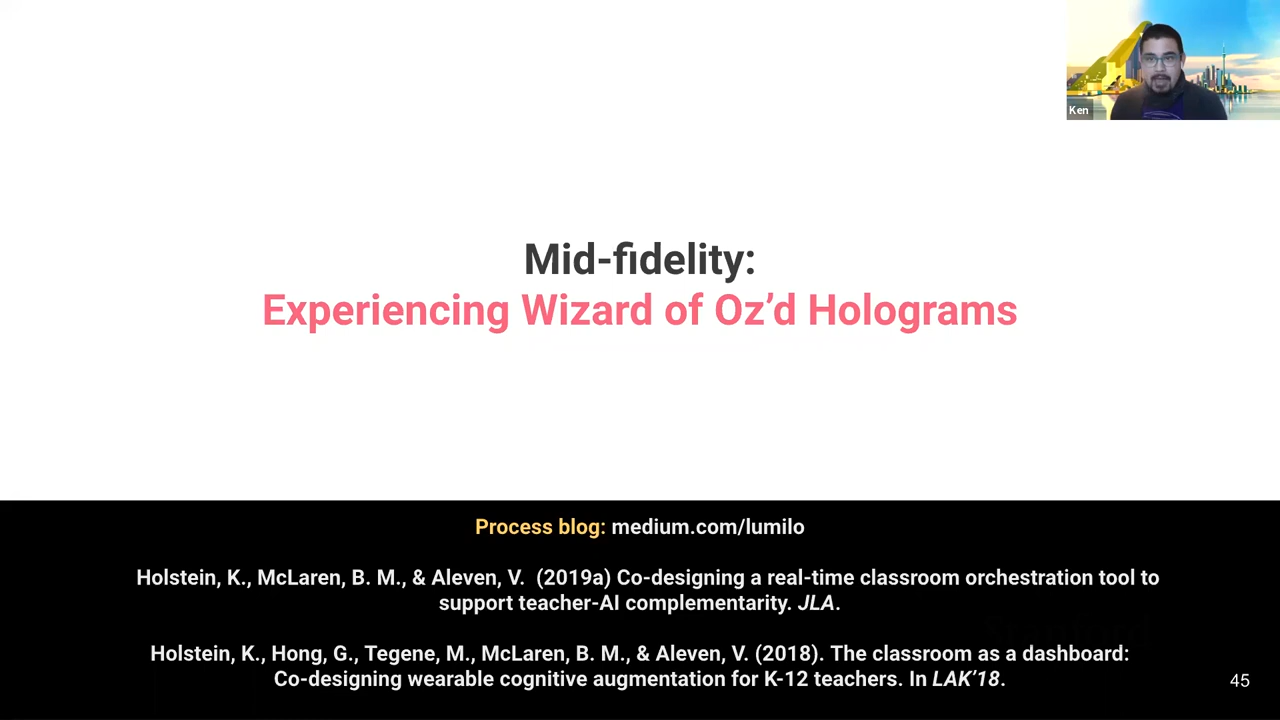 Ken
Mid-fidelity:
Experiencing Wizard of Oz’d Holograms
Process blog: medium.com/lumilo
Holstein, K., McLaren, B. M., & Aleven, V. (2019a) Co-designing a real-time classroom orchestration tool to
support teacher-AI complementarity. JLA.
Holstein, K., Hong, G., Tegene, M., McLaren, B. M., & Aleven, V. (2018). The classroom as a dashboard:
Co-designing wearable cognitive augmentation for K-12 teachers. In LAK’18.
45